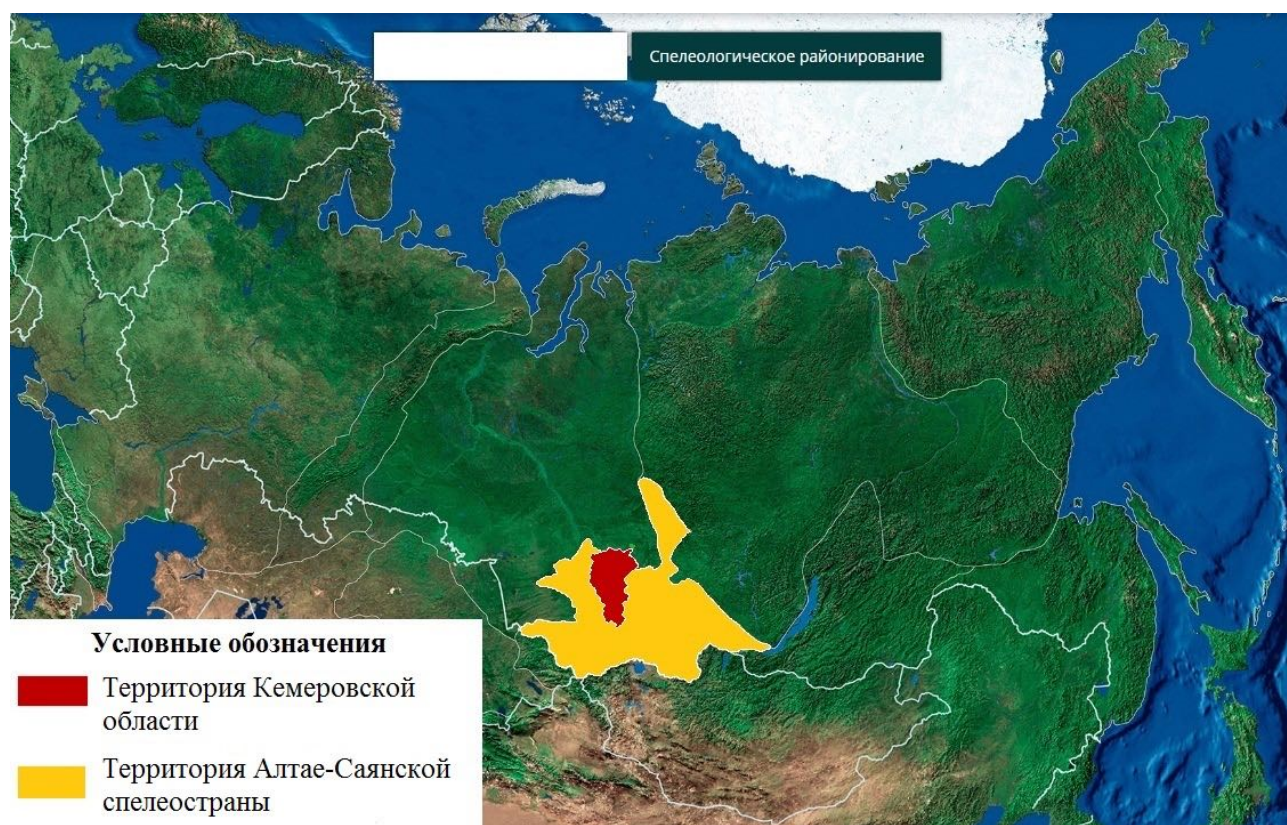 Спелеологическое районирование
Условные обозначения
Территория Кемеровской
области
Территория Алтае-Саянской
спелеостраны